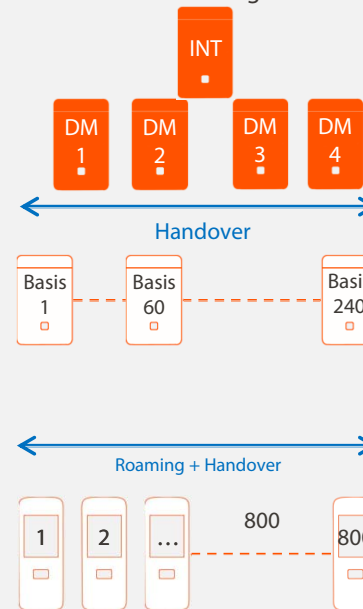 INT
DM DM DM DM
1 2 3 4
Handover
Basis Basis
1 60 240
Roaming + Handover
800
1 2 ...